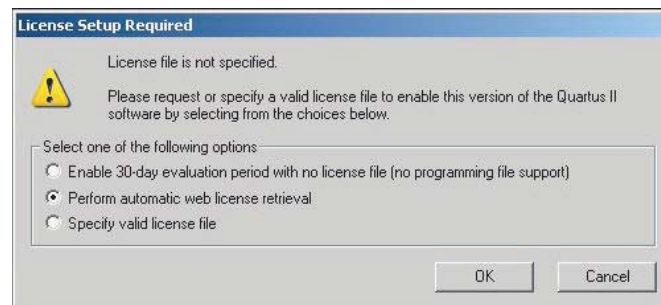 License Setup Required
License file is not specified.
Please request or specify a valid license file to enable this version of the Quartus II
software by selecting from the choices below.
Select one of the following options
Enable 30-day evaluation period with no license file (no programming file support)
Perform automatic web license retrieval
Specify valid license file
OK
Cancel